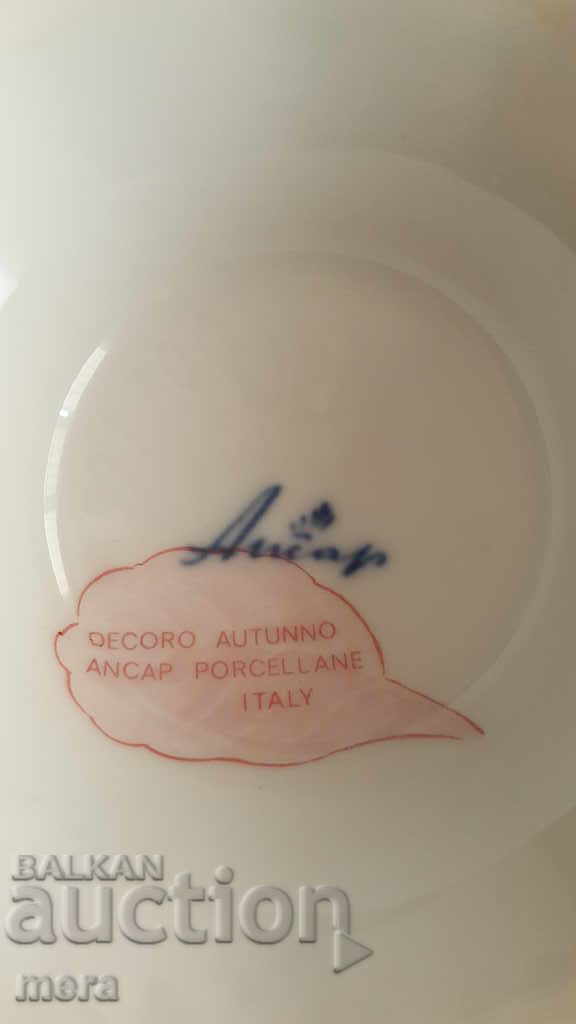 Ancap
DECORO AUTUNNO
ANCAP PORCELLANE
ITALY
BALKAN
auction
mera